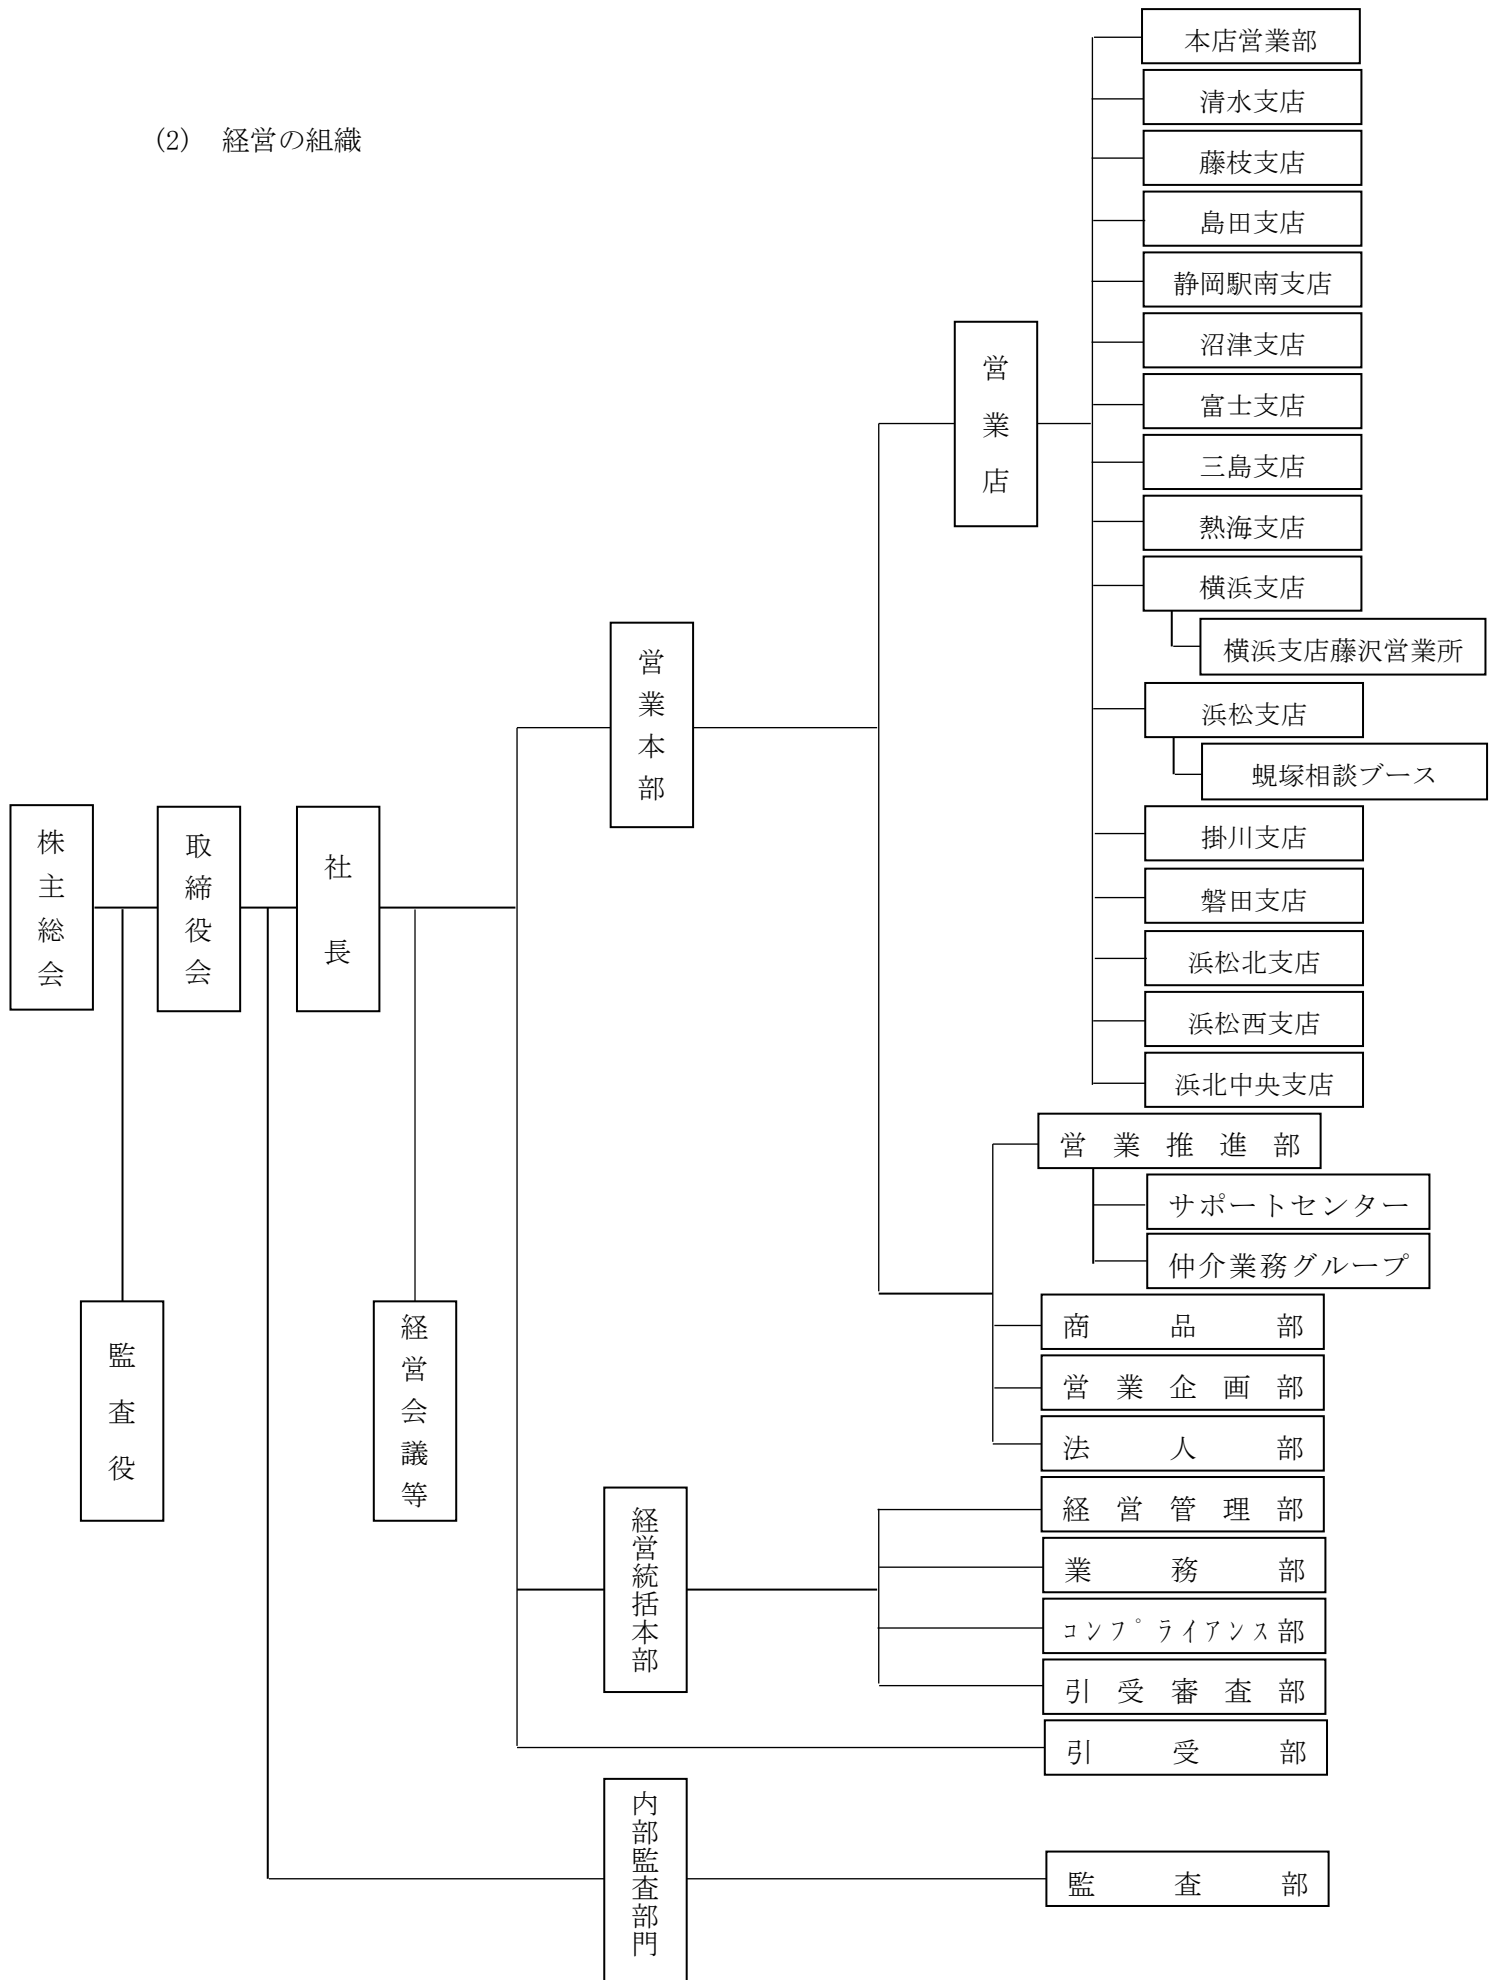 (2) 経営の組織
株主総会
取締役会
社長
監査役
経営会議等
営業本部
営業店
本店営業部
清水支店
藤枝支店
島田支店
静岡駅南支店
沼津支店
富士支店
三島支店
熱海支店
横浜支店
横浜支店藤沢営業所
浜松支店
蜆塚相談ブース
掛川支店
磐田支店
浜松北支店
浜松西支店
浜北中央支店
営業推進部
サポートセンター
仲介業務グループ
商品部
営業企画部
法人部
経営統括本部
経営管理部
業務部
ｺﾝﾌﾟﾗｲｱﾝｽ部
引受審査部
引受部
内部監査部門
監査部